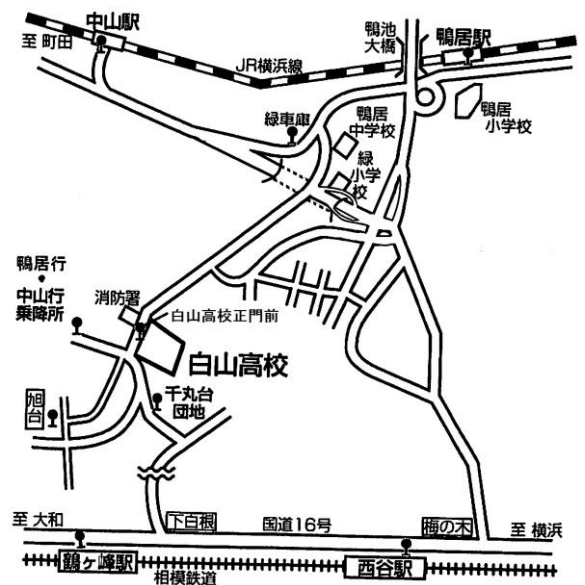 中山駅
至 町田
JR横浜線
鴨池
大橋
鴨居駅
鴨居
小学校
緑車庫
鴨居
中学校
緑
小学
校
鴨居行
・
中山行
乗降所
消防署
白山高校正門前
白山高校
千丸台
団地
旭台
至 大和
下白根
国道16号
梅の木
至 横浜
鶴ヶ峰駅
相模鉄道
西谷駅